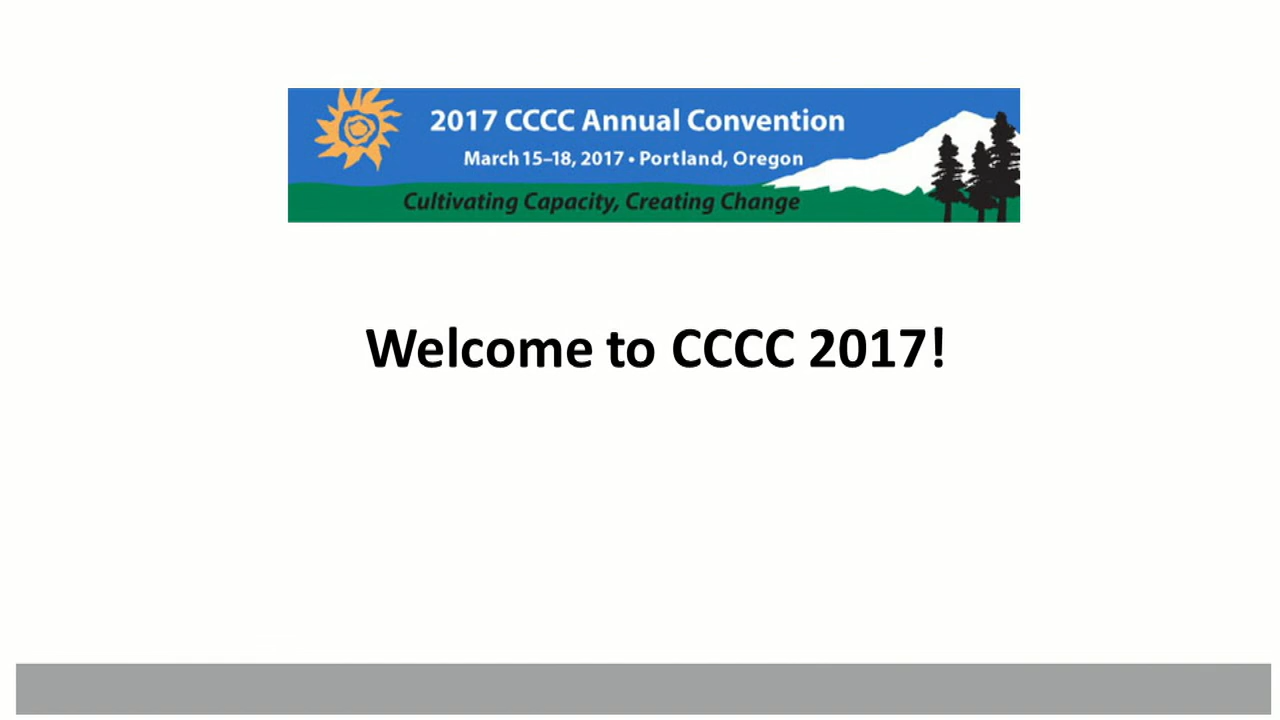 2017 CCCC Annual Convention
March 15–18, 2017 • Portland, Oregon
Cultivating Capacity, Creating Change
Welcome to CCCC 2017!